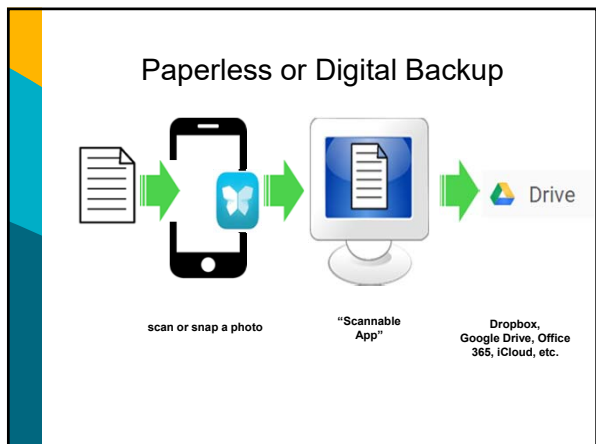 Paperless or Digital Backup
Drive
scan or snap a photo
“Scannable
App”
Dropbox,
Google Drive, Office
365, iCloud, etc.